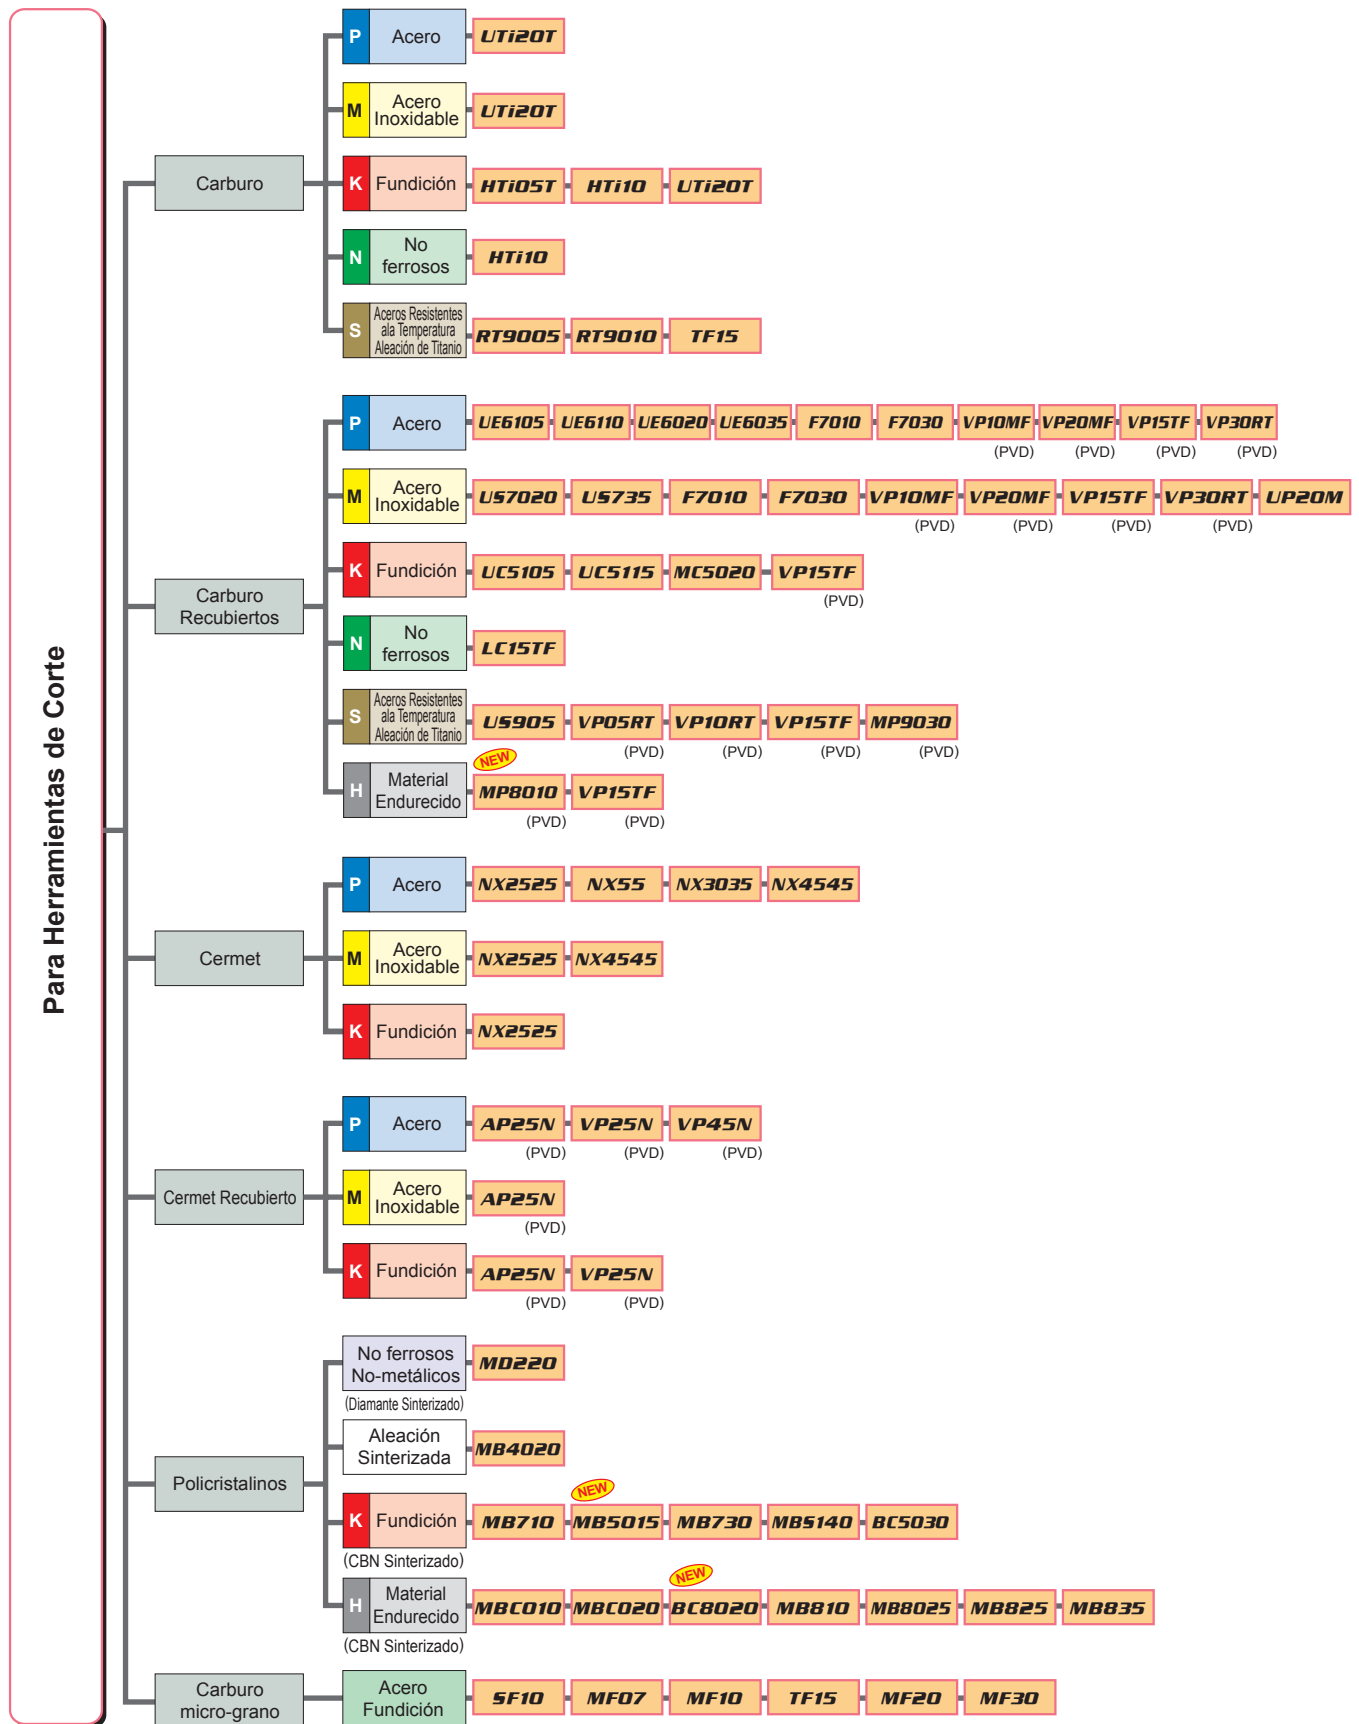 Para Herramientas de Corte
Carburo
P Acero UTi20T
M Acero
Inoxidable UTi20T
K Fundición HTi05T HTi10 UTi20T
N No
ferrosos HTi10
S Aceros Resistentes
ala Temperatura
Aleación de Titanio RT9005 RT9010 TF15
Carburo
Recubiertos
P Acero UE6105 UE6110 UE6020 UE6035 F7010 F7030 VP10MF VP20MF VP15TF VP30RT
(PVD) (PVD) (PVD) (PVD)
M Acero
Inoxidable US7020 US735 F7010 F7030 VP10MF VP20MF VP15TF VP30RT UP20M
(PVD) (PVD) (PVD) (PVD)
K Fundición UC5105 UC5115 MC5020 VP15TF
(PVD)
N No
ferrosos LC15TF
S Aceros Resistentes
ala Temperatura
Aleación de Titanio US905 VP05RT VP10RT VP15TF MP9030
(PVD) (PVD) (PVD) (PVD)
NEW
H Material
Endurecido MP8010 VP15TF
(PVD) (PVD)
Cermet
P Acero NX2525 NX55 NX3035 NX4545
M Acero
Inoxidable NX2525 NX4545
K Fundición NX2525
Cermet Recubierto
P Acero AP25N VP25N VP45N
(PVD) (PVD) (PVD)
M Acero
Inoxidable AP25N
(PVD)
K Fundición AP25N VP25N
(PVD) (PVD)
Policristalinos
No ferrosos
No-metálicos MD220
(Diamante Sinterizado)
Aleación
Sinterizada MB4020
NEW
K Fundición MB710 MB5015 MB730 MBS140 BC5030
(CBN Sinterizado)
NEW
H Material
Endurecido MBC010 MBC020 BC8020 MB810 MB8025 MB825 MB835
(CBN Sinterizado)
Carburo
micro-grano
Acero
Fundición SF10 MF07 MF10 TF15 MF20 MF30